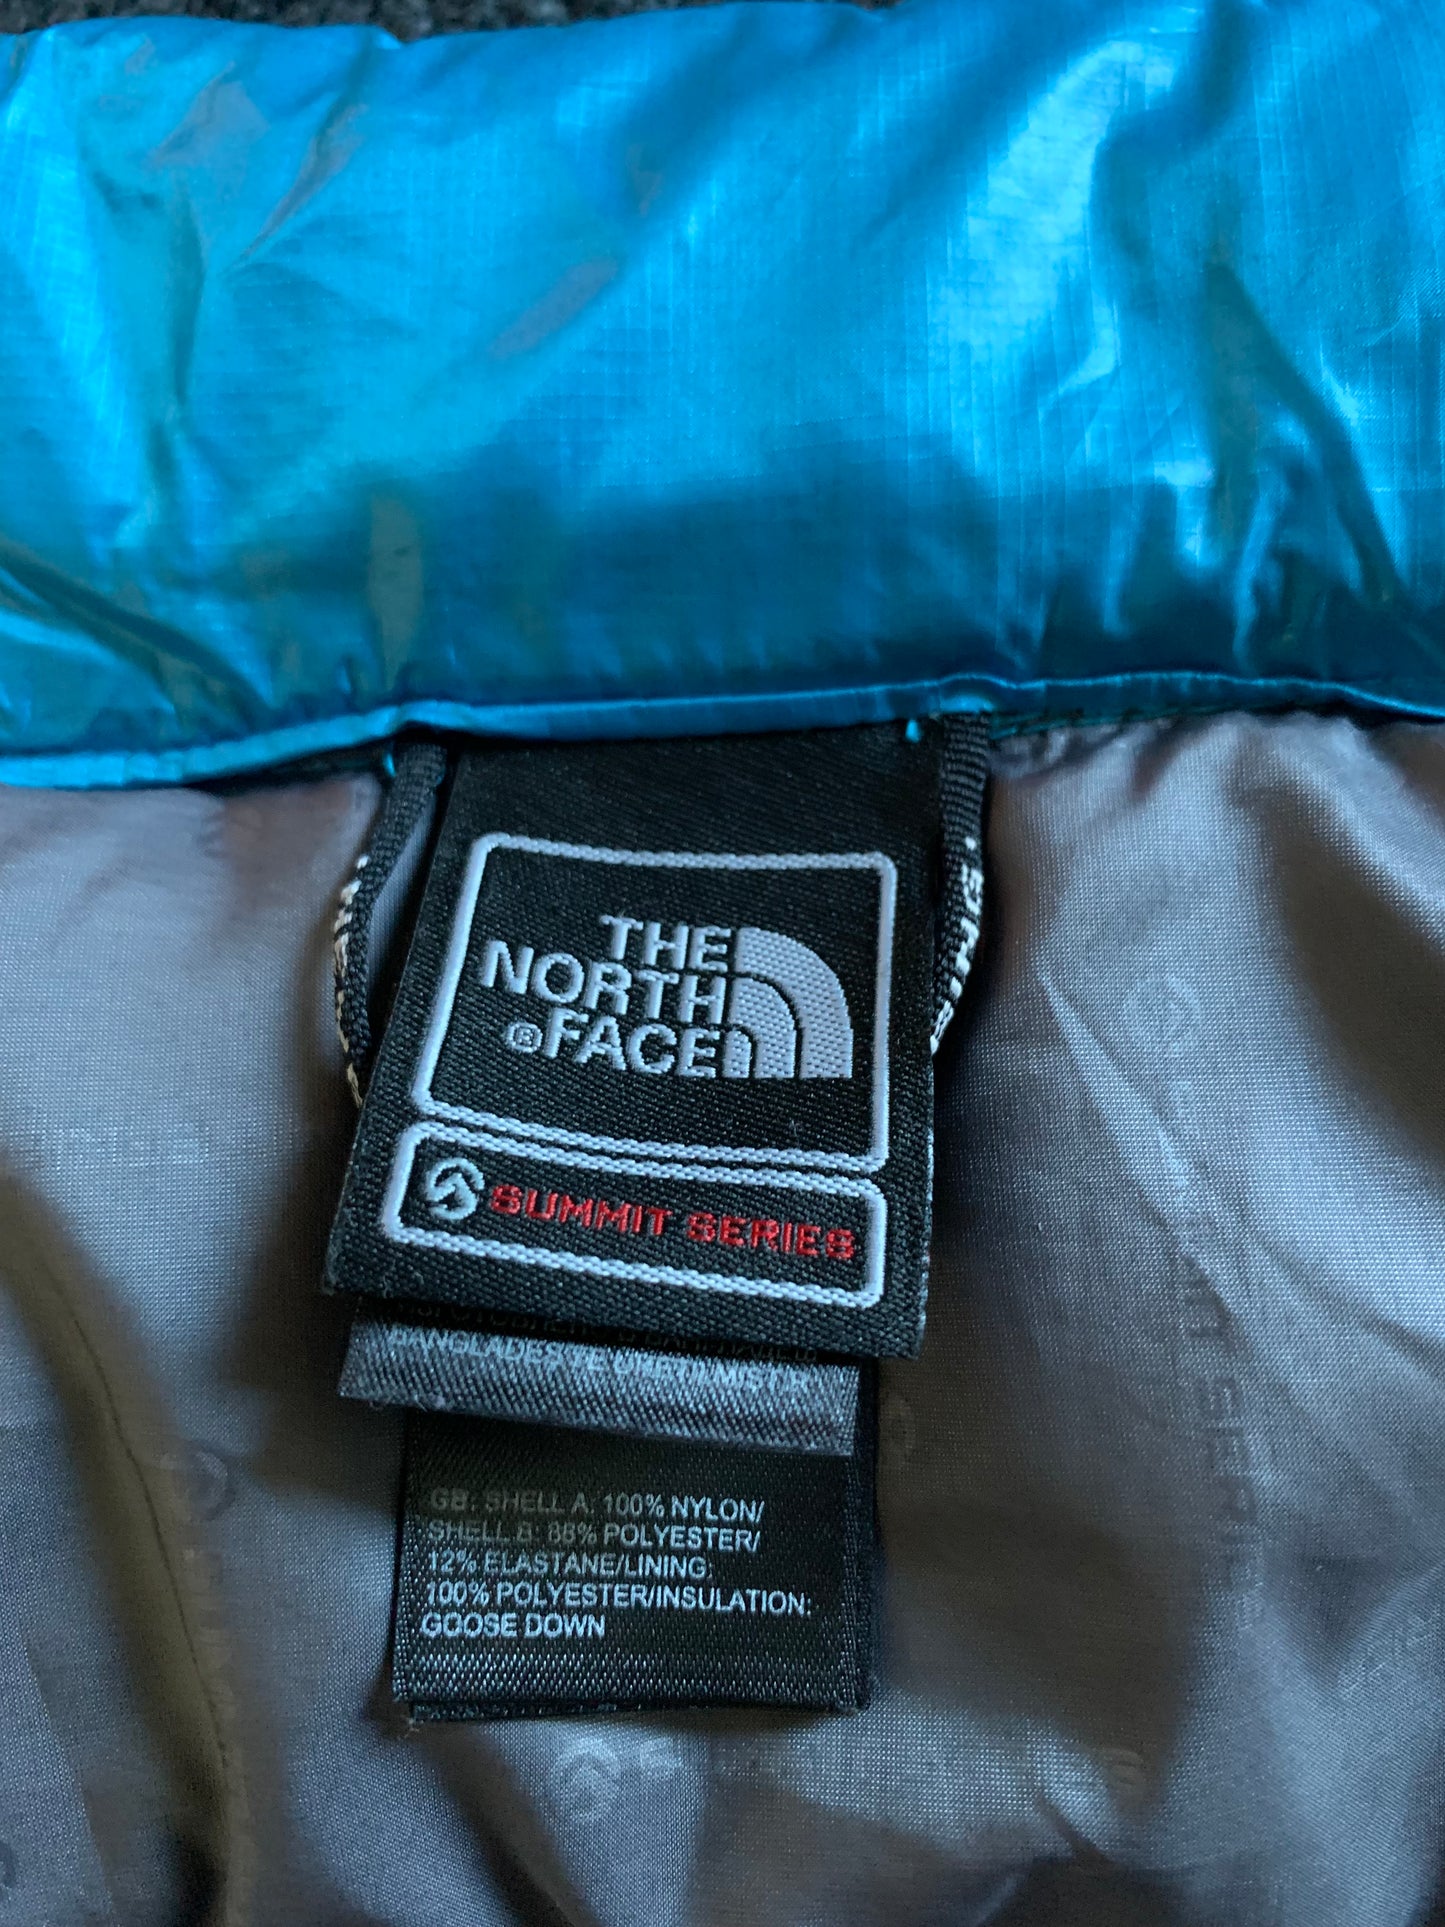 THE
NORTH
®FACE
SUMMIT SERIES
GB: SHELL A: 100% NYLON/
SHELL B: 88% POLYESTER/
12% ELASTANE/LINING:
100% POLYESTER/INSULATION:
GOOSE DOWN